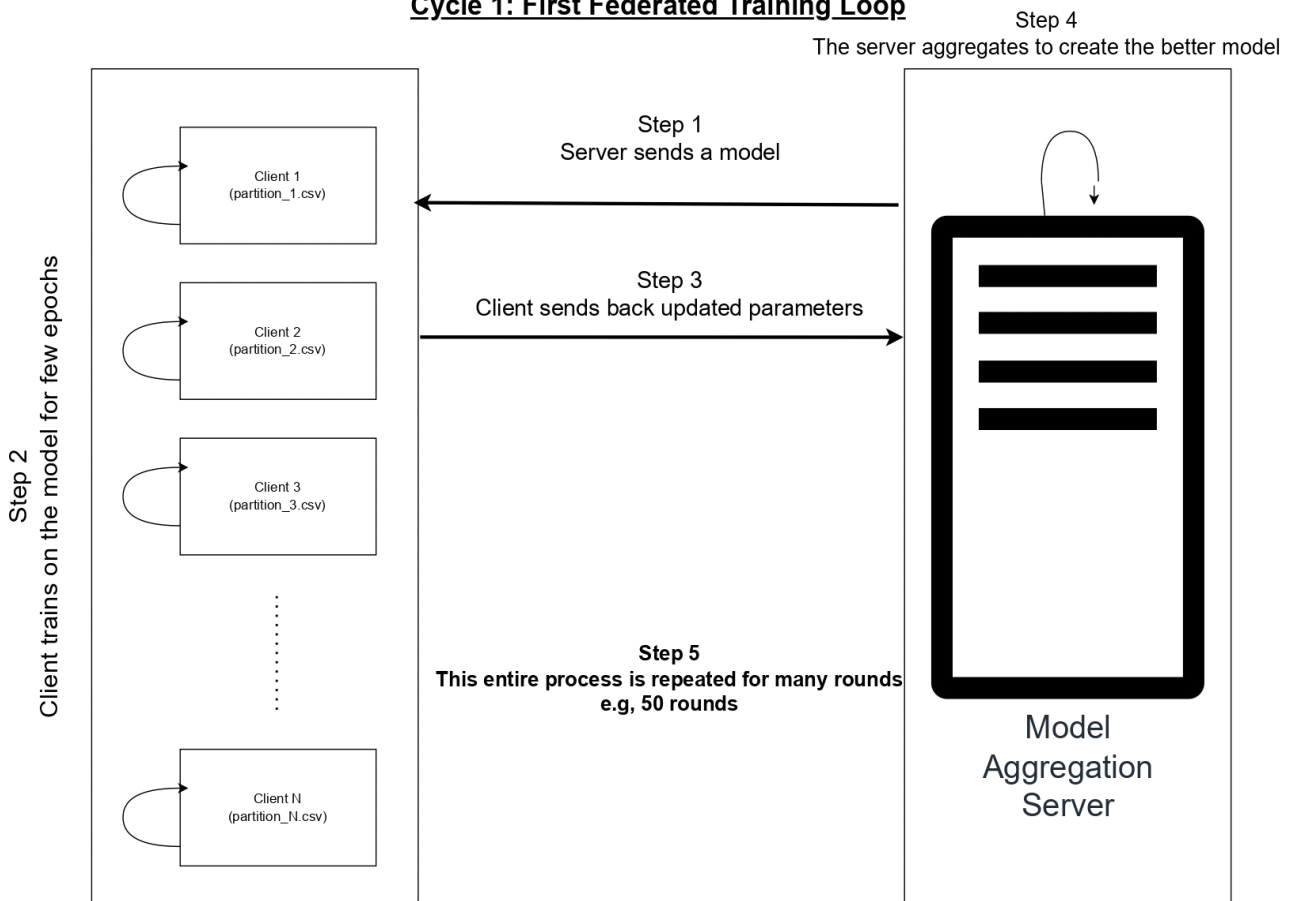 Cycle 1: First Federated Training Loop
Step 4
The server aggregates to create the better model
Step 1
Server sends a model
Client 1
(partition_1.csv)
Step 3
Client sends back updated parameters
Client 2
(partition_2.csv)
Step 2
Client trains on the model for few epochs
Client 3
(partition_3.csv)
Step 5
This entire process is repeated for many rounds
e.g, 50 rounds
Model
Aggregation
Server
Client N
(partition_N.csv)